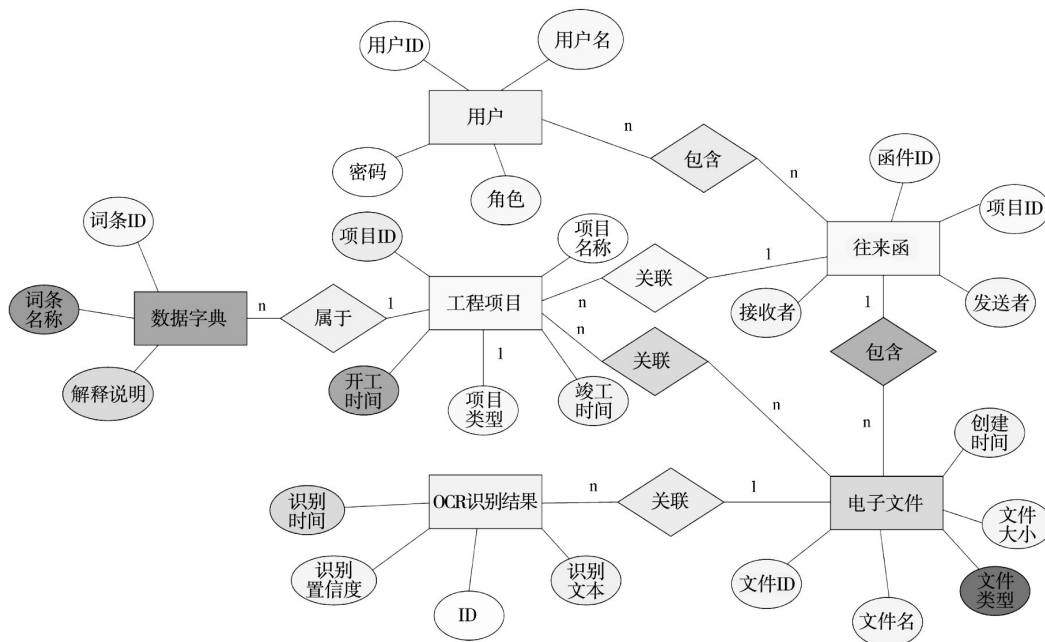 用户ID
用户名
用户
密码
角色
n
包含
n
函件ID
项目ID
往来函
接收者
发送者
1
包含
n
词条ID
词条
名称
数据字典
解释说明
n
属于
1
项目ID
项目
名称
工程项目
开工
时间
1
项目
类型
竣工
时间
n
关联
1
n
关联
n
创建
时间
电子文件
文件
大小
文件
类型
文件名
文件ID
1
关联
n
OCR识别结果
识别
时间
识别
置信度
ID
识别
文本